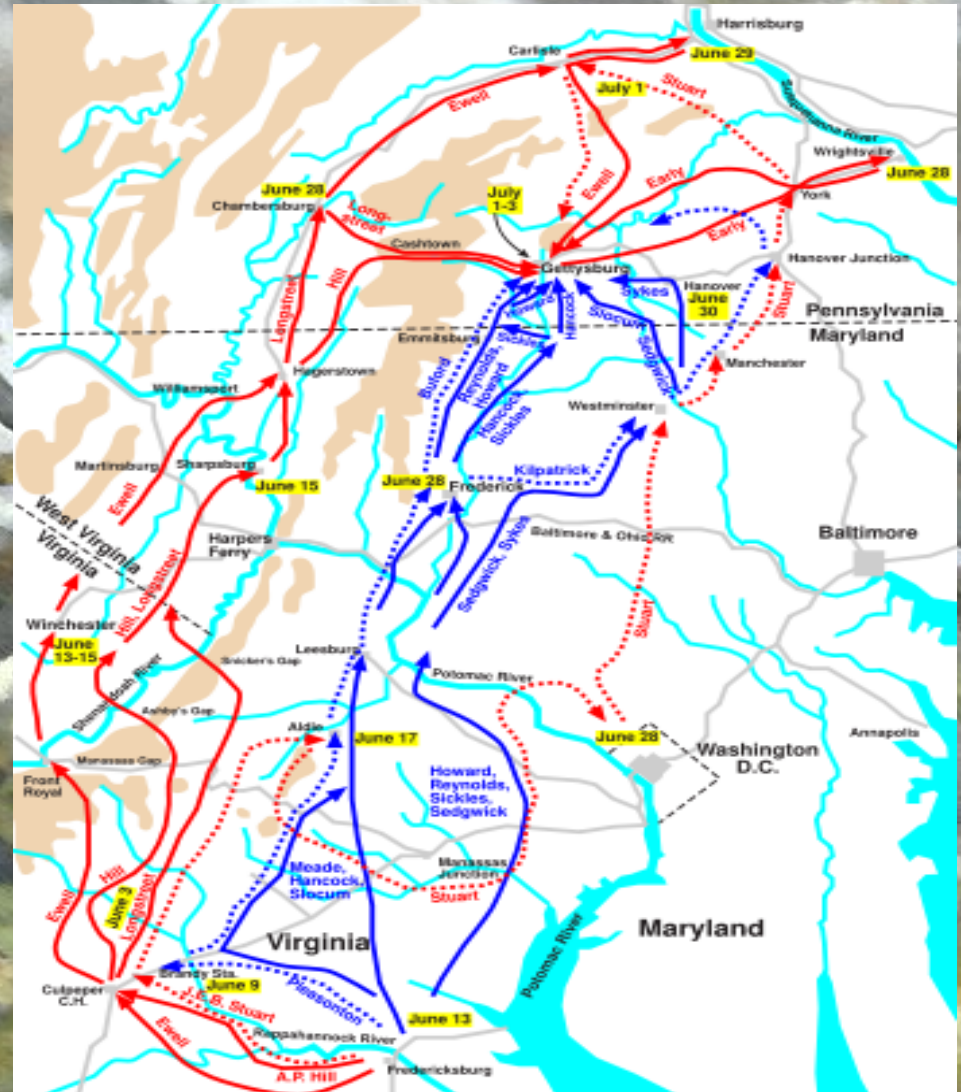 Harrisburg
Carlisle
June 29
Stuart
July 1
Ewell
Susquehanna River
Wrightsville
June 28
York
Early
Ewell
June 28
Chambersburg
July
1-3
Long-
street
Cashtown
Early
Gettysburg
Hanover Junction
Hanover
June
30
Sykes
Stuart
Pennsylvania
Maryland
Longstreet
Hill
Howard
Hancock
Slocum
Emmitsburg
Sickles
Sedgwick
Manchester
Hagerstown
Williamsport
Buford
Reynolds,
Howard
Hancock,
Sickles
Westminster
Martinsburg
Sharpsburg
June 15
Kilpatrick
June 28
Frederick
Ewell
West Virginia
Virginia
Harpers
Ferry
Baltimore & Ohio RR
Baltimore
Sedgwick, Sykes
Hill, Longstreet
Winchester
June
13-15
Stuart
Leesburg
Snicker's Gap
Potomac River
Shenandoah River
Ashby's Gap
Aldie
June 17
June 28
Annapolis
Washington
D.C.
Manassas Gap
Front
Royal
Howard,
Reynolds,
Sickles,
Sedgwick
Manassas
Junction
Meade,
Hancock,
Slocum
Stuart
Hill
Ewell
June 3
Longstreet
Virginia
Maryland
Potomac River
Brandy Sta.
June 9
Culpeper
C.H.
Pleasonton
J.E.B. Stuart
June 13
Rappahannock River
Ewell
A.P. Hill
Fredericksburg